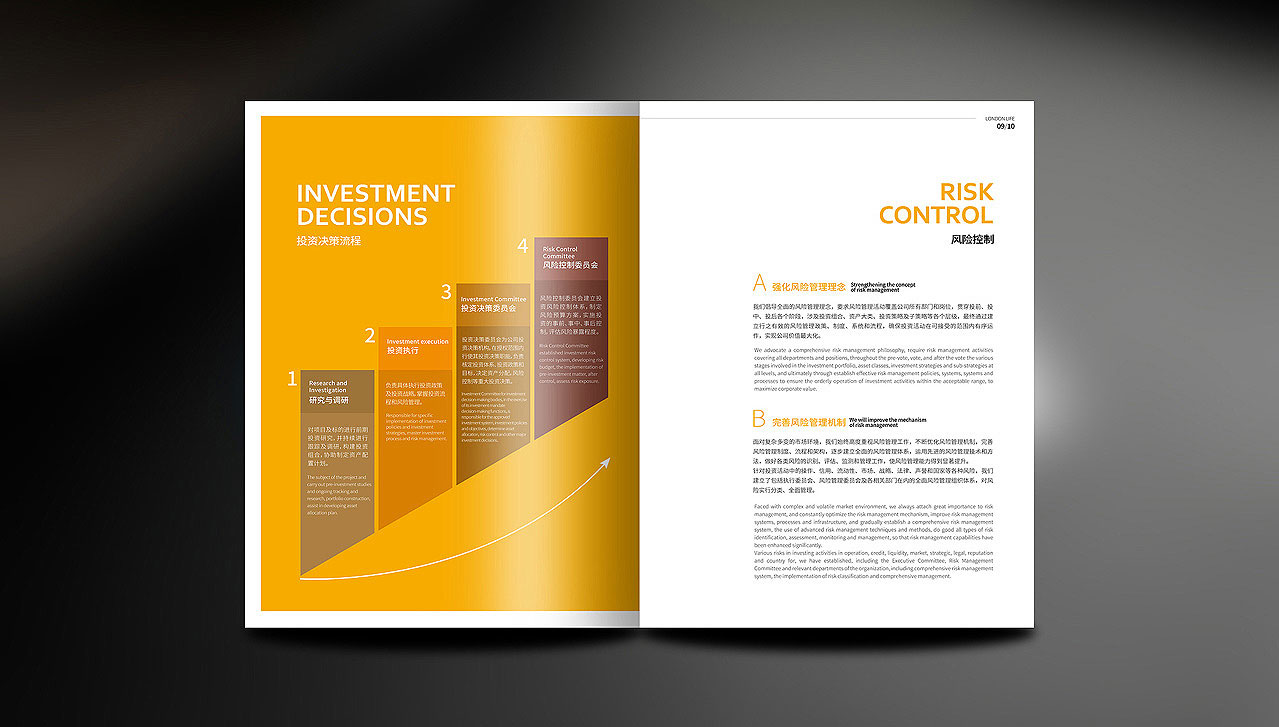 INVESTMENT
DECISIONS
投资决策流程
1
Research and
Investigation
研究与调研
对项目及标的进行前期
投资研究,并持续进行
跟踪及调研,构建投资
组合,协助制定资产配
置计划。
The subject of the project and
carry out pre-investment studies
and ongoing tracking and
research, portfolio construction,
assist in developing asset
allocation plan.
2
Investment execution
投资执行
负责具体执行投资政策
及投资战略,掌握投资流
程和风险管理。
Responsible for specific
implementation of investment
policies and investment
strategies, master investment
process and risk management.
3
Investment Committee
投资决策委员会
投资决策委员会为公司投
资决策机构,在授权范围内
行使其投资决策职能,负责
核定投资体系,投资政策和
目标,决定资产分配,风险
控制等重大投资决策。
Investment Committee for investment
decision making bodies, in the exercise
of its investment mandate
decision-making functions, is
responsible for the approved
investment system, investment policies
and objectives, determine asset
allocation, risk control and other major
investment decisions.
4
Risk Control
Committee
风险控制委员会
风险控制委员会建立投
资风险控制体系,制定
风险预算方案,实施投
资的事前、事中、事后控
制,评估风险暴露程度。
Risk Control Committee
established investment risk
control system, developing risk
budget, the implementation of
pre-investment matter, after
control, assess risk exposure.
LONDON LIFE
09/10
RISK
CONTROL
风险控制
A 强化风险管理理念 Strengthening the concept
of risk management
我们倡导全面的风险管理理念,要求风险管理活动覆盖公司所有部门和岗位,贯穿投前、投
中、投后各个阶段,涉及投资组合、资产大类、投资策略及子策略等各个层级,最终通过建
立行之有效的风险管理政策、制度、系统和流程,确保投资活动在可接受的范围内有序运
作,实现公司价值最大化。
We advocate a comprehensive risk management philosophy, require risk management activities
covering all departments and positions, throughout the pre-vote, vote, and after the vote the various
stages involved in the investment portfolio, asset classes, investment strategies and sub-strategies at
all levels, and ultimately through establish effective risk management policies, systems, systems and
processes to ensure the orderly operation of investment activities within the acceptable range, to
maximize corporate value.
B 完善风险管理机制 We will improve the mechanism
of risk management
面对复杂多变的市场环境,我们始终高度重视风险管理工作,不断优化风险管理机制,完善
风险管理制度、流程和架构,逐步建立全面的风险管理体系,运用先进的风险管理技术和方
法,做好各类风险的识别、评估、监测和管理工作,使风险管理能力得到显著提升。
针对投资活动中的操作、信用、流动性、市场、战略、法律、声誉和国家等各种风险,我们
建立了包括执行委员会、风险管理委员会及各相关部门在内的全面风险管理组织体系,对风
险实行分类、全面管理。
Faced with complex and volatile market environment, we always attach great importance to risk
management, and constantly optimize the risk management mechanism, improve risk management
systems, processes and infrastructure, and gradually establish a comprehensive risk management
system, the use of advanced risk management techniques and methods, do good all types of risk
identification, assessment, monitoring and management, so that risk management capabilities have
been enhanced significantly.
Various risks in investing activities in operation, credit, liquidity, market, strategic, legal, reputation
and country for, we have established, including the Executive Committee, Risk Management
Committee and relevant departments of the organization, including comprehensive risk management
system, the implementation of risk classification and comprehensive management.